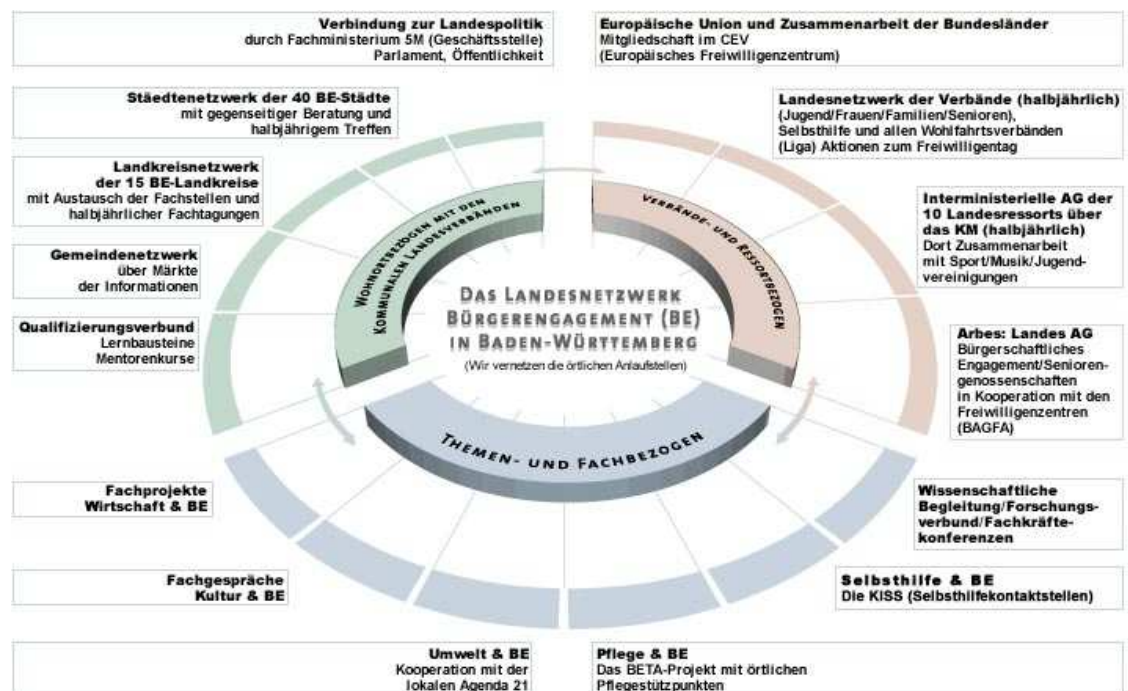 Verbindung zur Landespolitik
durch Fachministerium 5M (Geschäftsstelle)
Parlament, Öffentlichkeit
Europäische Union und Zusammenarbeit der Bundesländer
Mitgliedschaft im CEV
(Europäisches Freiwilligenzentrum)
Stäedtenetzwerk der 40 BE-Städte
mit gegenseitiger Beratung und
halbjährigem Treffen
Landesnetzwerk der Verbände (halbjährlich)
(Jugend/Frauen/Familien/Senioren),
Selbsthilfe und allen Wohlfahrtsverbänden
(Liga) Aktionen zum Freiwilligentag
Landkreisnetzwerk
der 15 BE-Landkreise
mit Austausch der Fachstellen und
halbjährlicher Fachtagungen
Interministerielle AG der
10 Landesressorts über
das KM (halbjährlich)
Dort Zusammenarbeit
mit Sport/Musik/Jugend-
vereinigungen
Gemeindenetzwerk
über Märkte
der Informationen
Qualifizierungsverbund
Lernbausteine
Mentorenkurse
Arbes: Landes AG
Bürgerschaftliches
Engagement/Senioren-
genossenschaften
in Kooperation mit den
Freiwilligenzentren
(BAGFA)
WOHNORTBEZOGEN MIT DEN
KOMMUNALEN LANDESVERBÄNDEN
VERBÄNDE- UND RESSORTBEZOGEN
DAS LANDESNETZWERK
BÜRGERENGAGEMENT (BE)
IN BADEN-WÜRTTEMBERG
(Wir vernetzen die örtlichen Anlaufstellen)
THEMEN- UND FACHBEZOGEN
Fachprojekte
Wirtschaft & BE
Wissenschaftliche
Begleitung/Forschungs-
verbund/Fachkräfte-
konferenzen
Fachgespräche
Kultur & BE
Selbsthilfe & BE
Die KISS (Selbsthilfekontaktstellen)
Umwelt & BE
Kooperation mit der
lokalen Agenda 21
Pflege & BE
Das BETA-Projekt mit örtlichen
Pflegestützpunkten